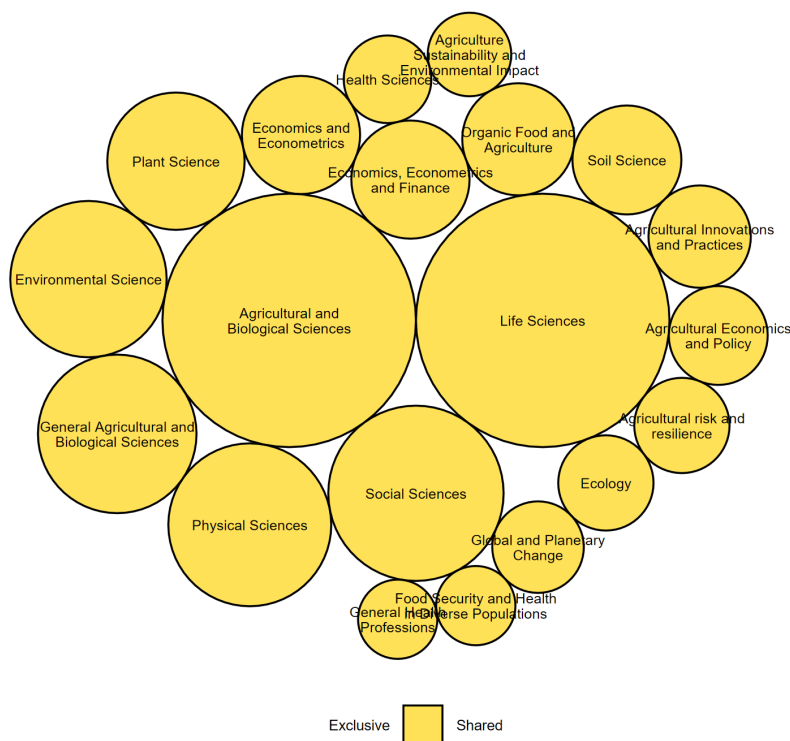 Agriculture
Sustainability and
Environmental Impact
Health Sciences
Economics and
Econometrics
Organic Food and
Agriculture
Plant Science
Soil Science
Economics, Econometrics
and Finance
Agricultural Innovations
and Practices
Environmental Science
Agricultural and
Biological Sciences
Life Sciences
Agricultural Economics
and Policy
General Agricultural and
Biological Sciences
Agricultural risk and
resilience
Social Sciences
Ecology
Physical Sciences
Global and Planetary
Change
Food Security and Health
in Diverse Populations
General Health
Professions
Exclusive
Shared